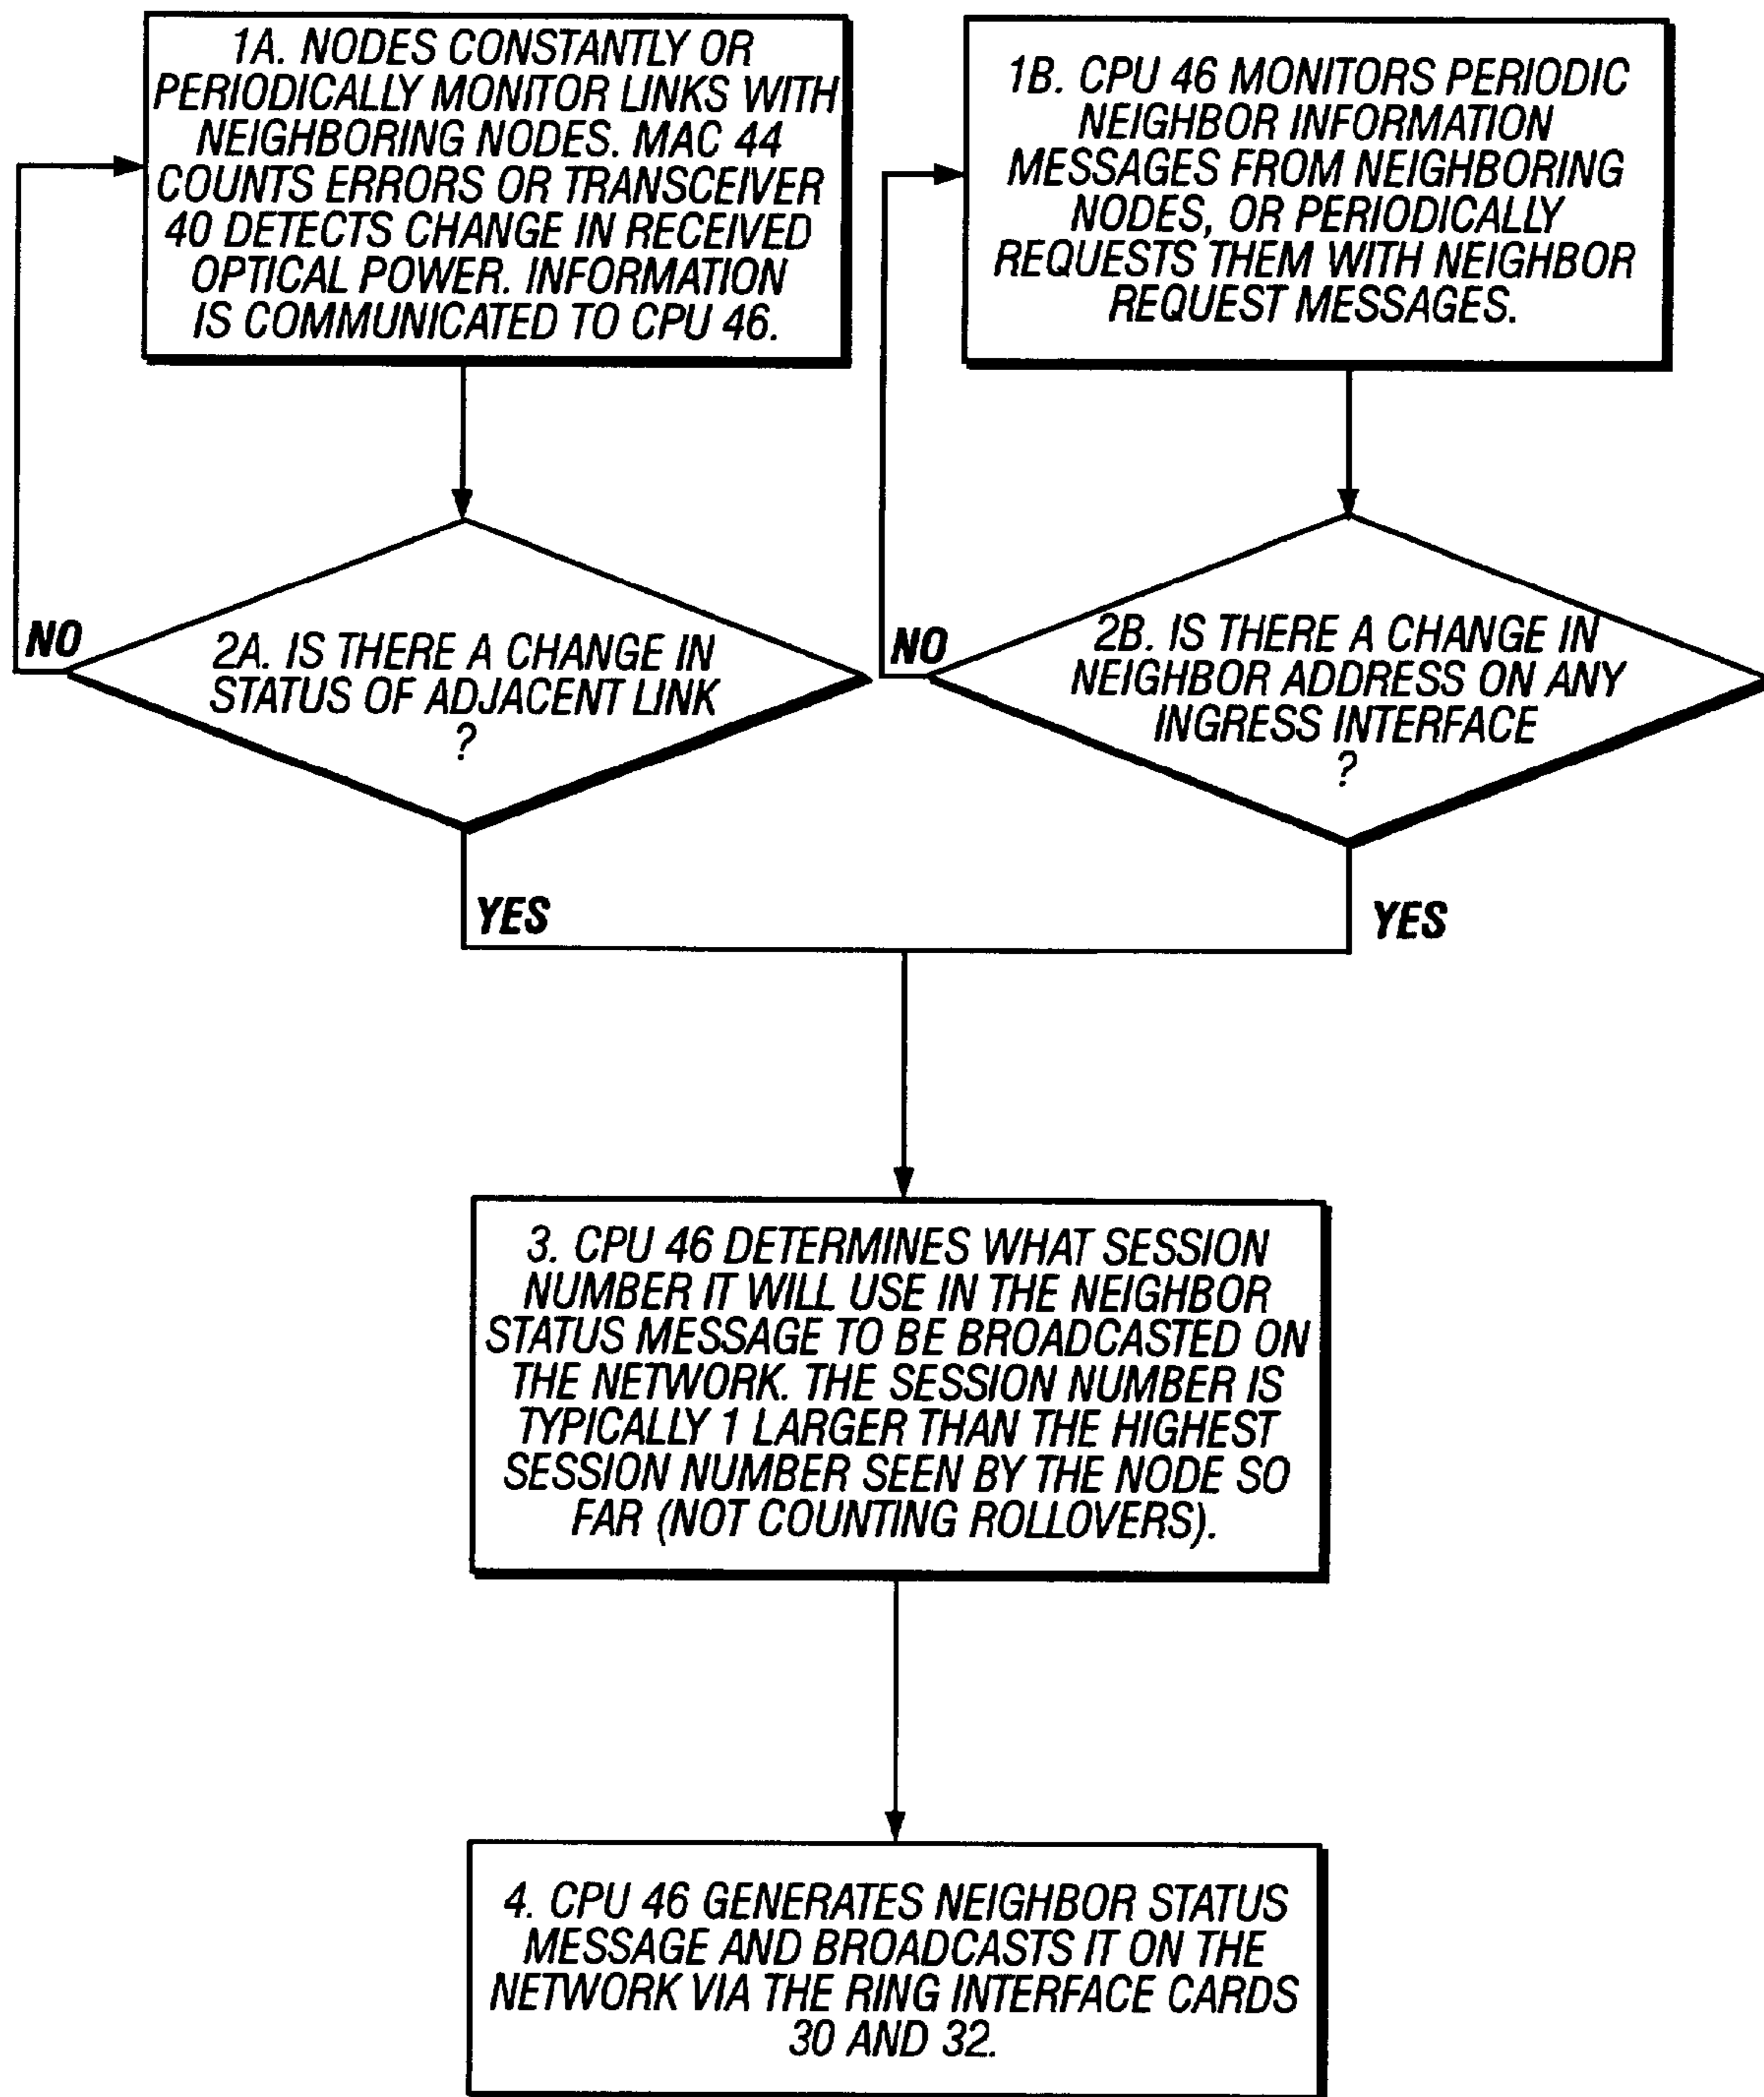 1A. NODES CONSTANTLY OR
PERIODICALLY MONITOR LINKS WITH
NEIGHBORING NODES. MAC 44
COUNTS ERRORS OR TRANSCEIVER
40 DETECTS CHANGE IN RECEIVED
OPTICAL POWER. INFORMATION
IS COMMUNICATED TO CPU 46.
1B. CPU 46 MONITORS PERIODIC
NEIGHBOR INFORMATION
MESSAGES FROM NEIGHBORING
NODES, OR PERIODICALLY
REQUESTS THEM WITH NEIGHBOR
REQUEST MESSAGES.
NO
2A. IS THERE A CHANGE IN
STATUS OF ADJACENT LINK
?
NO
2B. IS THERE A CHANGE IN
NEIGHBOR ADDRESS ON ANY
INGRESS INTERFACE
?
YES
YES
3. CPU 46 DETERMINES WHAT SESSION
NUMBER IT WILL USE IN THE NEIGHBOR
STATUS MESSAGE TO BE BROADCASTED ON
THE NETWORK. THE SESSION NUMBER IS
TYPICALLY 1 LARGER THAN THE HIGHEST
SESSION NUMBER SEEN BY THE NODE SO
FAR (NOT COUNTING ROLLOVERS).
4. CPU 46 GENERATES NEIGHBOR STATUS
MESSAGE AND BROADCASTS IT ON THE
NETWORK VIA THE RING INTERFACE CARDS
30 AND 32.